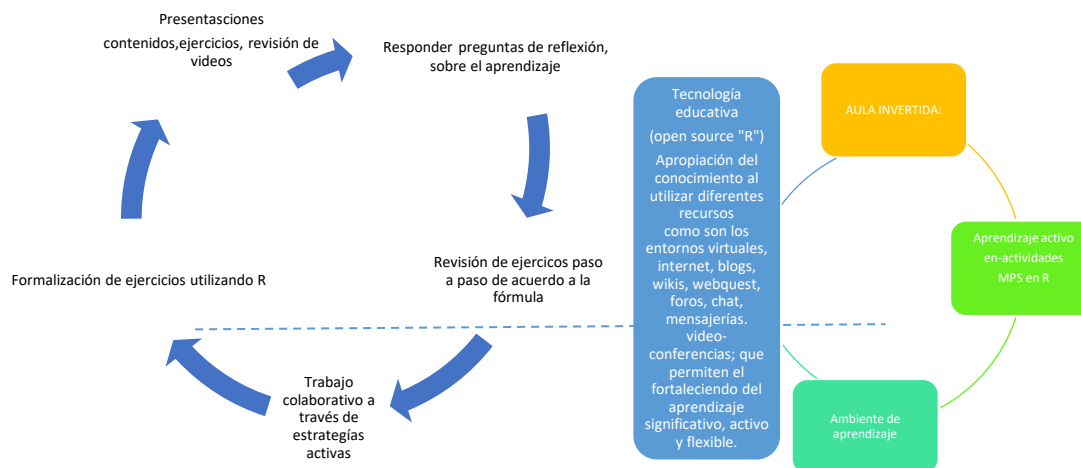 Presentasciones
contenidos,ejercicios, revisión de
videos
Responder preguntas de reflexión,
sobre el aprendizaje
Revisión de ejercicos paso
a paso de acuerdo a la
fórmula
Trabajo
colaborativo a
través de
estrategías
activas
Formalización de ejercicios utilizando R
Tecnología
educativa
(open source "R")
Apropiación del
conocimiento al
utilizar diferentes
recursos
como son los
entornos virtuales,
internet, blogs,
wikis, webquest,
foros, chat,
mensajerías.
video-
conferencias; que
permiten el
fortaleciendo del
aprendizaje
significativo, activo
y flexible.
AULA INVERTIDA:
Aprendizaje activo
en-actividades
MPS en R
Ambiente de
aprendizaje